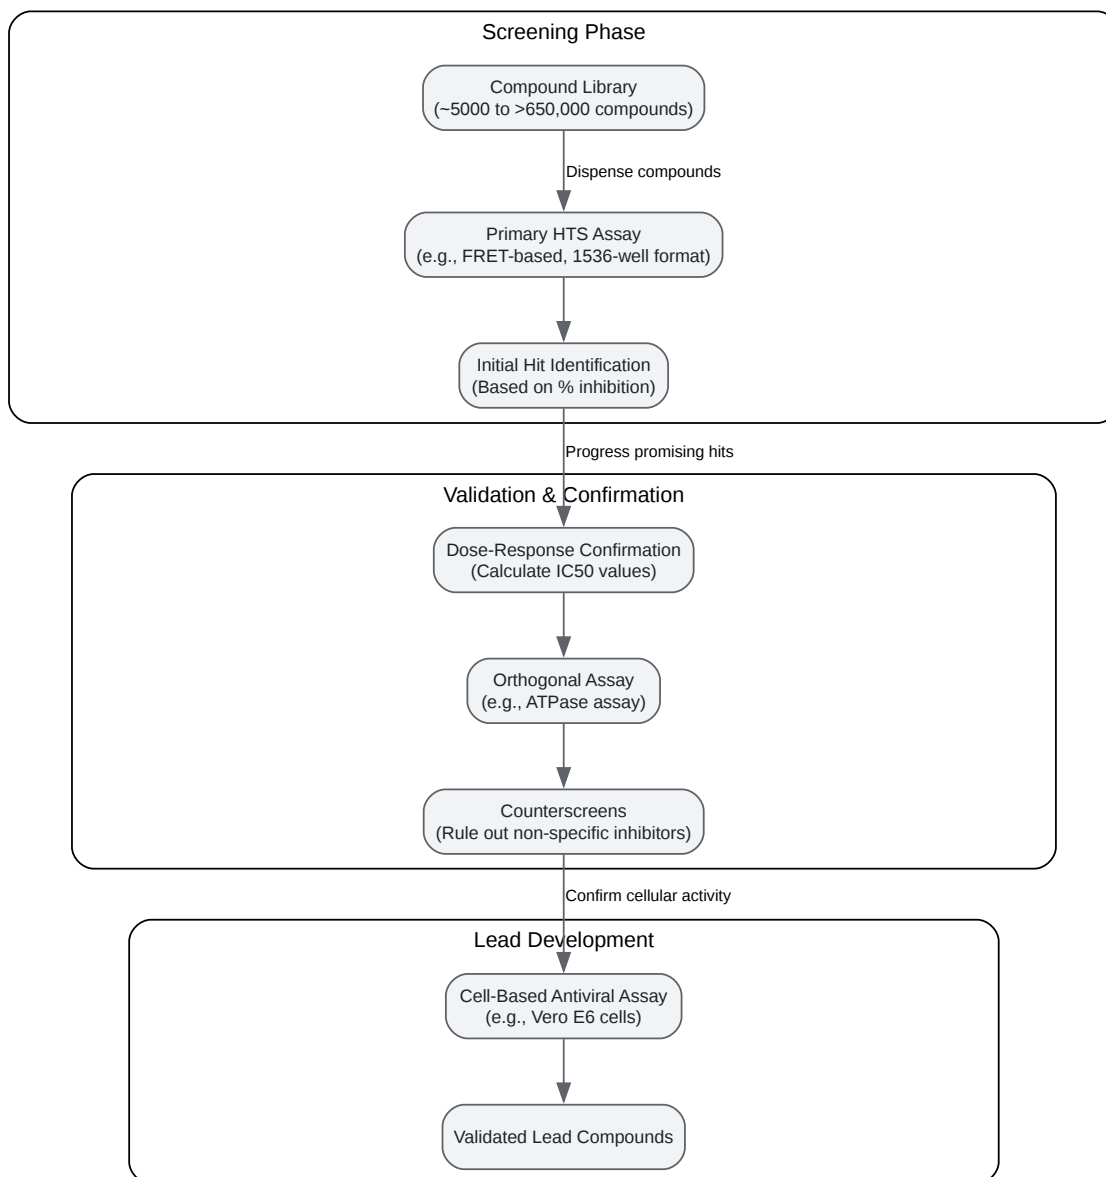 Screening Phase
Compound Library
(~5000 to >650,000 compounds)
Dispense compounds
Primary HTS Assay
(e.g., FRET-based, 1536-well format)
Initial Hit Identification
(Based on % inhibition)
Progress promising hits
Validation & Confirmation
Dose-Response Confirmation
(Calculate IC50 values)
Orthogonal Assay
(e.g., ATPase assay)
Counterscreens
(Rule out non-specific inhibitors)
Confirm cellular activity
Lead Development
Cell-Based Antiviral Assay
(e.g., Vero E6 cells)
Validated Lead Compounds